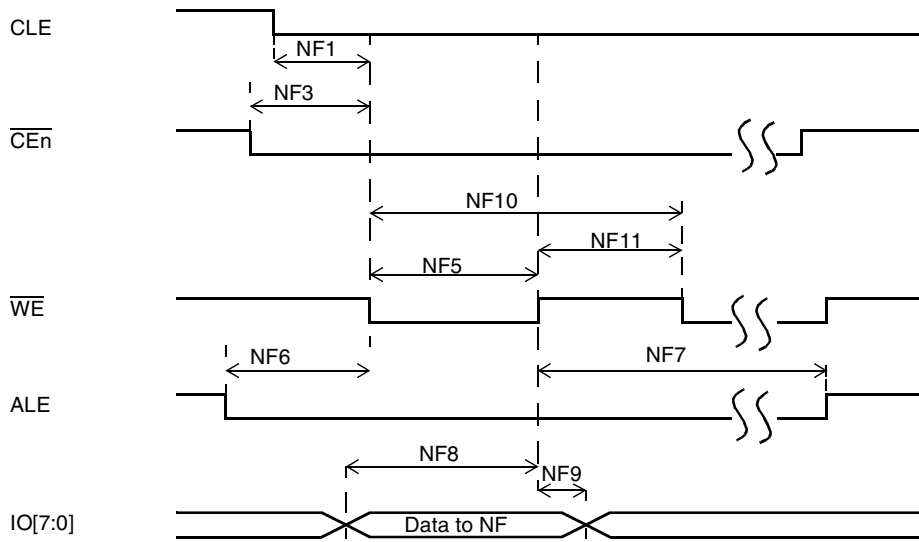 CLE
NF1
NF3
CEn
NF10
NF11
NF5
WE
NF6
NF7
ALE
NF8
NF9
IO[7:0]
Data to NF